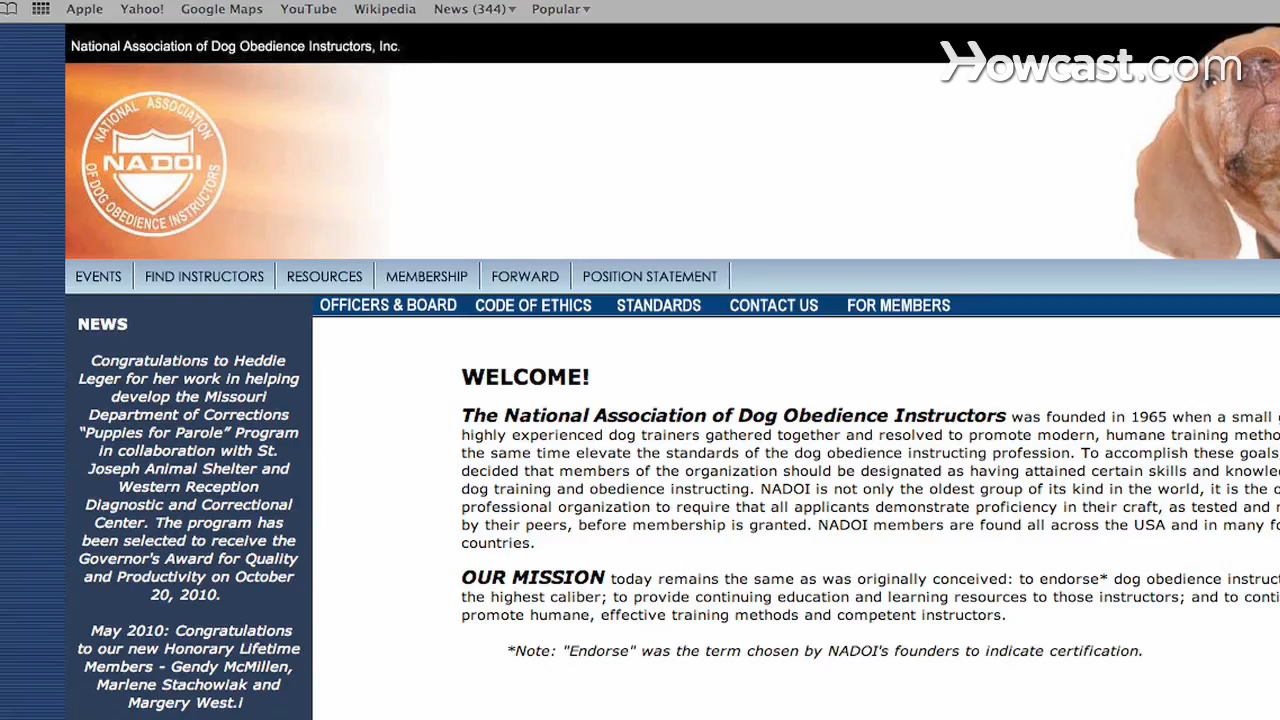 Apple Yahoo! Google Maps YouTube Wikipedia News (344) Popular
National Association of Dog Obedience Instructors, Inc.
Howcast.com
NATIONAL ASSOCIATION
NADOI
OF DOG OBEDIENCE INSTRUCTORS
EVENTS FIND INSTRUCTORS RESOURCES MEMBERSHIP FORWARD POSITION STATEMENT
OFFICERS & BOARD CODE OF ETHICS STANDARDS CONTACT US FOR MEMBERS
NEWS
Congratulations to Heddie
Leger for her work in helping
develop the Missouri
Department of Corrections
“Puppies for Parole” Program
in collaboration with St.
Joseph Animal Shelter and
Western Reception
Diagnostic and Correctional
Center. The program has
been selected to receive the
Governor's Award for Quality
and Productivity on October
20, 2010.
May 2010: Congratulations
to our new Honorary Lifetime
Members - Gendy McMillen,
Marlene Stachowiak and
Margery West.i
WELCOME!
The National Association of Dog Obedience Instructors was founded in 1965 when a small
highly experienced dog trainers gathered together and resolved to promote modern, humane training
the same time elevate the standards of the dog obedience instructing profession. To accomplish these goals
decided that members of the organization should be designated as having attained certain skills and
dog training and obedience instructing. NADOI is not only the oldest group of its kind in the world, it is the
professional organization to require that all applicants demonstrate proficiency in their craft, as tested and
by their peers, before membership is granted. NADOI members are found all across the USA and in many
countries.
OUR MISSION today remains the same as was originally conceived: to endorse* dog obedience
the highest caliber; to provide continuing education and learning resources to those instructors; and to
promote humane, effective training methods and competent instructors.
*Note: "Endorse" was the term chosen by NADOI's founders to indicate certification.